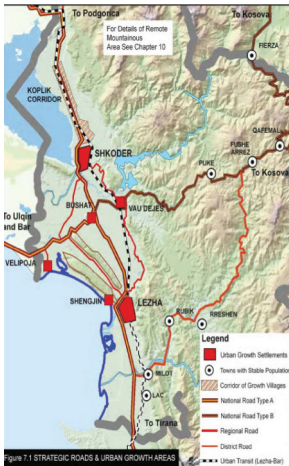 To Podgorica
To Kosova
For Details of Remote
Mountainous
Area See Chapter 10
FIERZA
KOPLIK
CORRIDOR
QAFEMAL
FUSHE
ARREZ
SHKODER
PUKE
To Kosova
VAU DEJES
BUSHAT
To Ulqin
and Bar
VELIPOJA
SHENGJIN
LEZHA
RUBIK
RRESHEN
Legend
Urban Growth Settlements
Towns with Stable Populatio
Corridor of Growth Villages
National Road Type A
National Road Type B
Regional Road
District Road
Urban Transit (Lezha-Bar)
MILOT
LAC
To Tirana
Figure 7.1 STRATEGIC ROADS & URBAN GROWTH AREAS